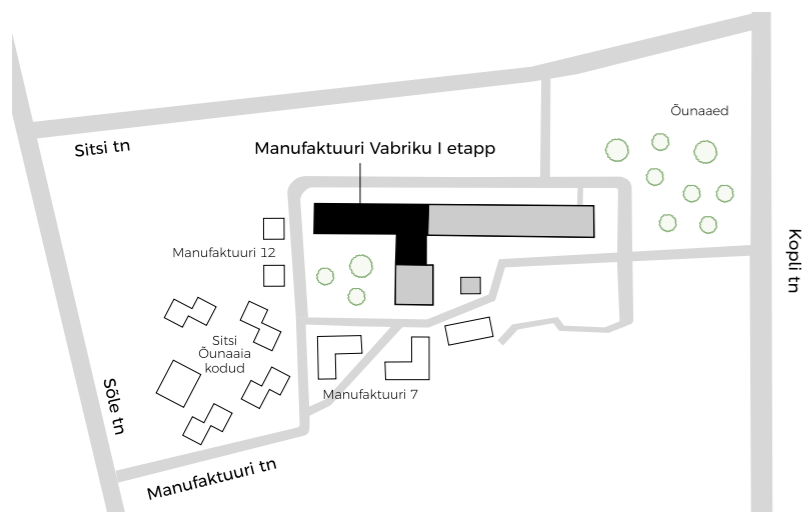 Õunaaed
Sitsi tn
Manufaktuuri Vabriku I etapp
Kopli tn
Manufaktuuri 12
Sitsi
Õunaaia
kodud
Sõle tn
Manufaktuuri 7
Manufaktuuri tn